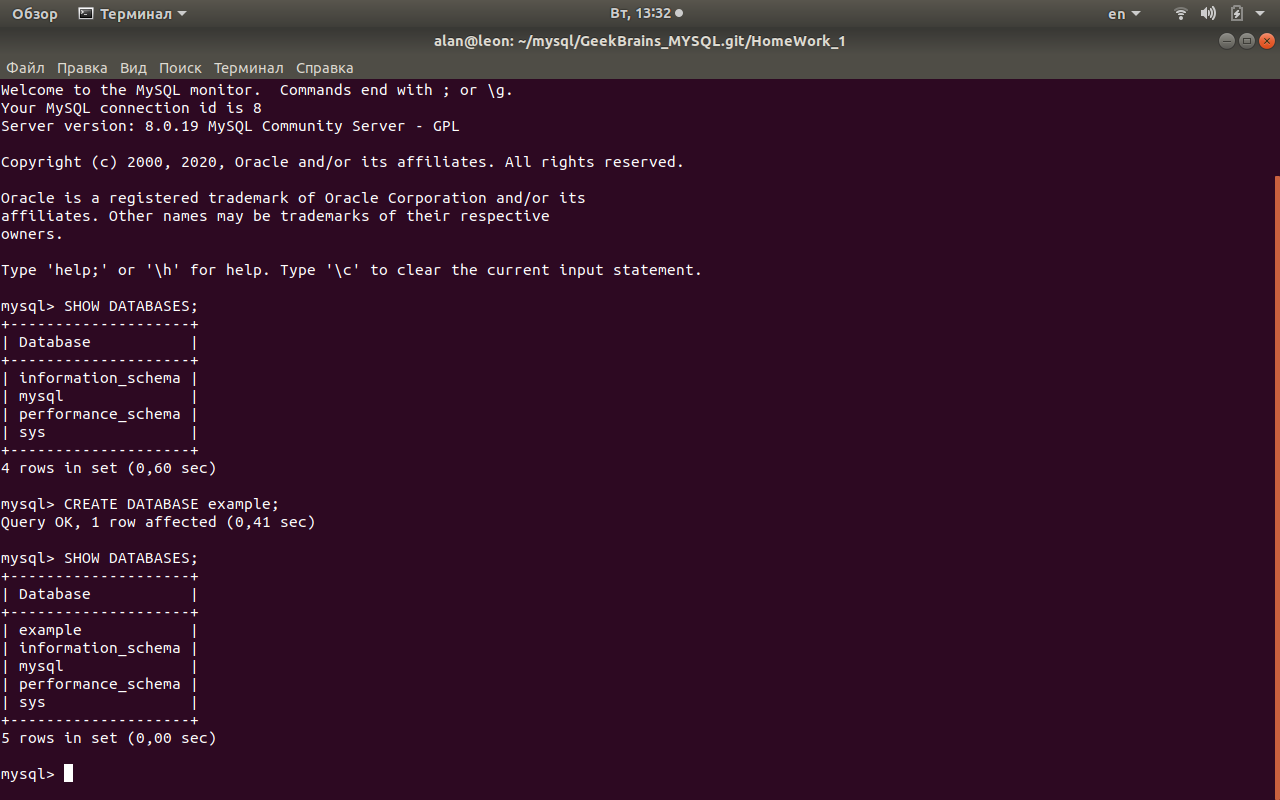 Обзор Терминал Вт, 13:32 en
alan@leon: ~/mysql/GeekBrains_MYSQL.git/HomeWork_1
Файл Правка Вид Поиск Терминал Справка
Welcome to the MySQL monitor.  Commands end with ; or \g.
Your MySQL connection id is 8
Server version: 8.0.19 MySQL Community Server - GPL

Copyright (c) 2000, 2020, Oracle and/or its affiliates. All rights reserved.

Oracle is a registered trademark of Oracle Corporation and/or its
affiliates. Other names may be trademarks of their respective
owners.

Type 'help;' or '\h' for help. Type '\c' to clear the current input statement.

mysql> SHOW DATABASES;
+--------------------+
| Database           |
+--------------------+
| information_schema |
| mysql              |
| performance_schema |
| sys                |
+--------------------+
4 rows in set (0,60 sec)

mysql> CREATE DATABASE example;
Query OK, 1 row affected (0,41 sec)

mysql> SHOW DATABASES;
+--------------------+
| Database           |
+--------------------+
| example            |
| information_schema |
| mysql              |
| performance_schema |
| sys                |
+--------------------+
5 rows in set (0,00 sec)

mysql>